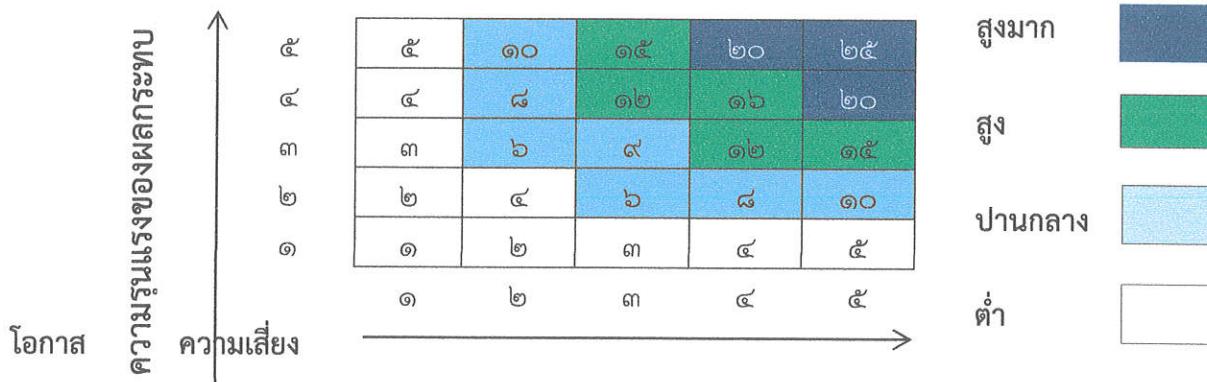 ความรุนแรงของผลกระทบ
๕ ๕ ๑๐ ๑๕ ๒๐ ๒๕
๔ ๔ ๘ ๑๒ ๑๖ ๒๐
๓ ๓ ๖ ๙ ๑๒ ๑๕
๒ ๒ ๔ ๖ ๘ ๑๐
๑ ๑ ๒ ๓ ๔ ๕
๑ ๒ ๓ ๔ ๕
โอกาส ความเสี่ยง
สูงมาก
สูง
ปานกลาง
ต่ำ